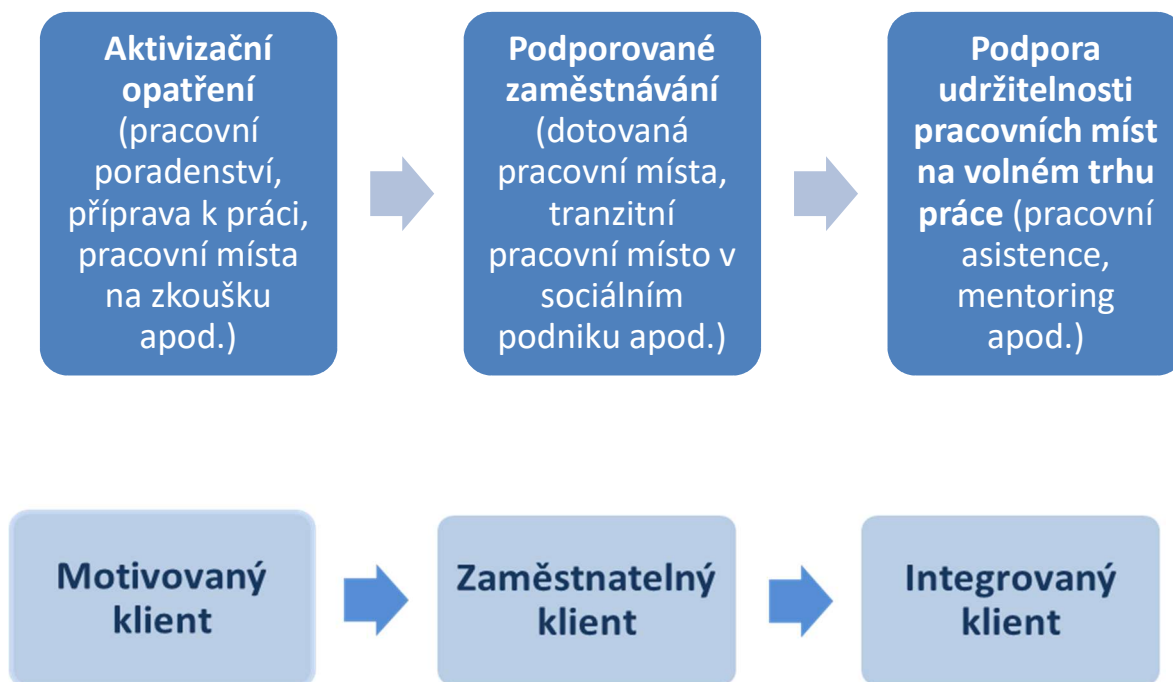 Aktivizační
opatření
(pracovní
poradenství,
příprava k práci,
pracovní místa
na zkoušku
apod.)
Podporované
zaměstnávání
(dotovaná
pracovní místa,
tranzitní
pracovní místo v
sociálním
podniku apod.)
Podpora
udržitelnosti
pracovních míst
na volném trhu
práce (pracovní
asistence,
mentoring
apod.)
Motivovaný
klient
Zaměstnatelný
klient
Integrovaný
klient